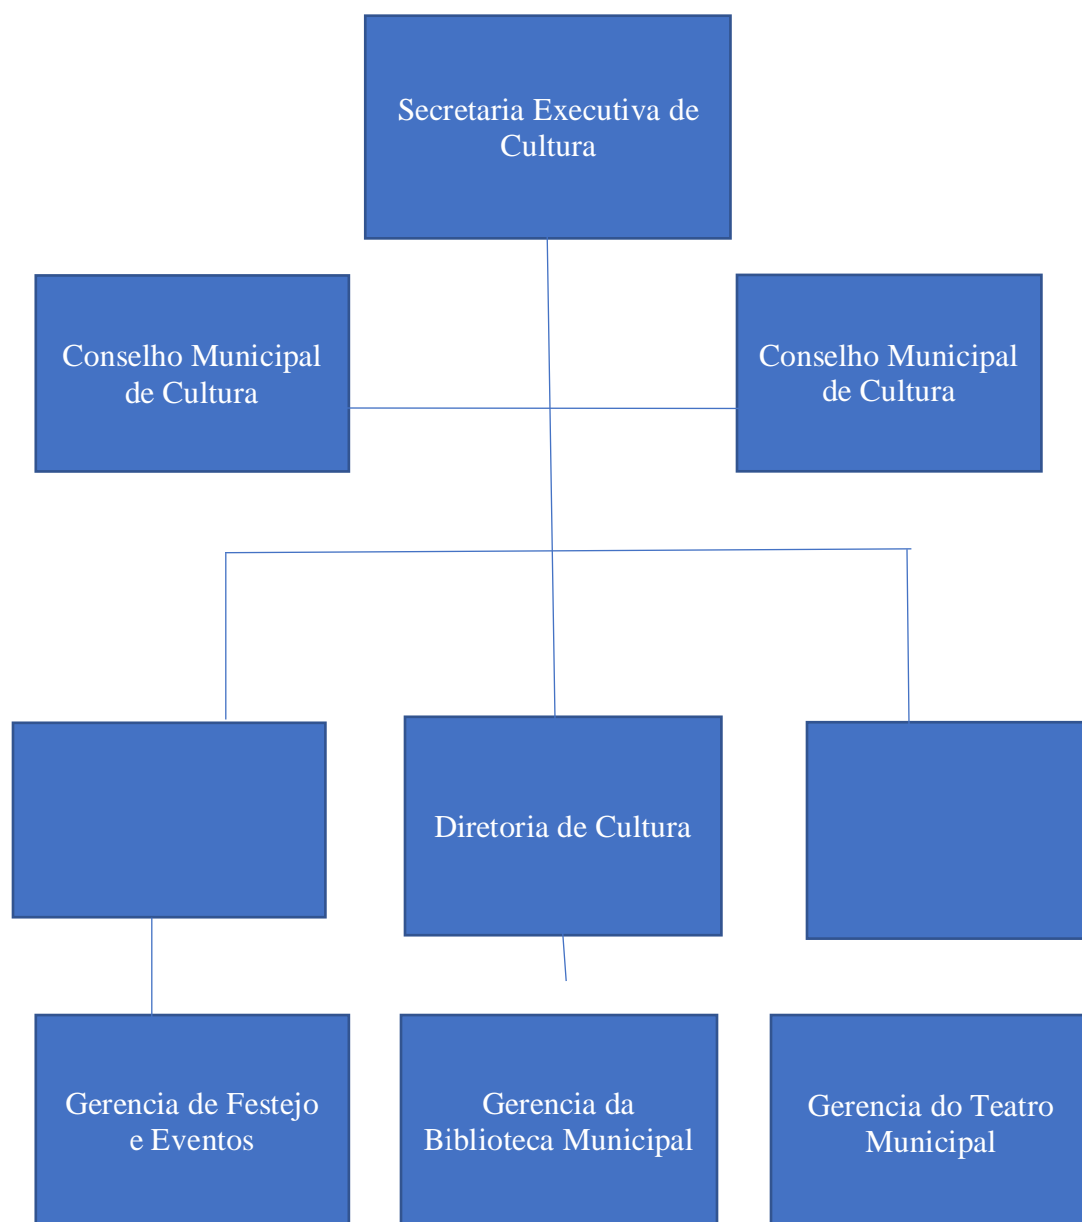 Secretaria Executiva de
Cultura
Conselho Municipal
de Cultura
Conselho Municipal
de Cultura
Diretoria de Cultura
Gerencia de Festejo
e Eventos
Gerencia da
Biblioteca Municipal
Gerencia do Teatro
Municipal